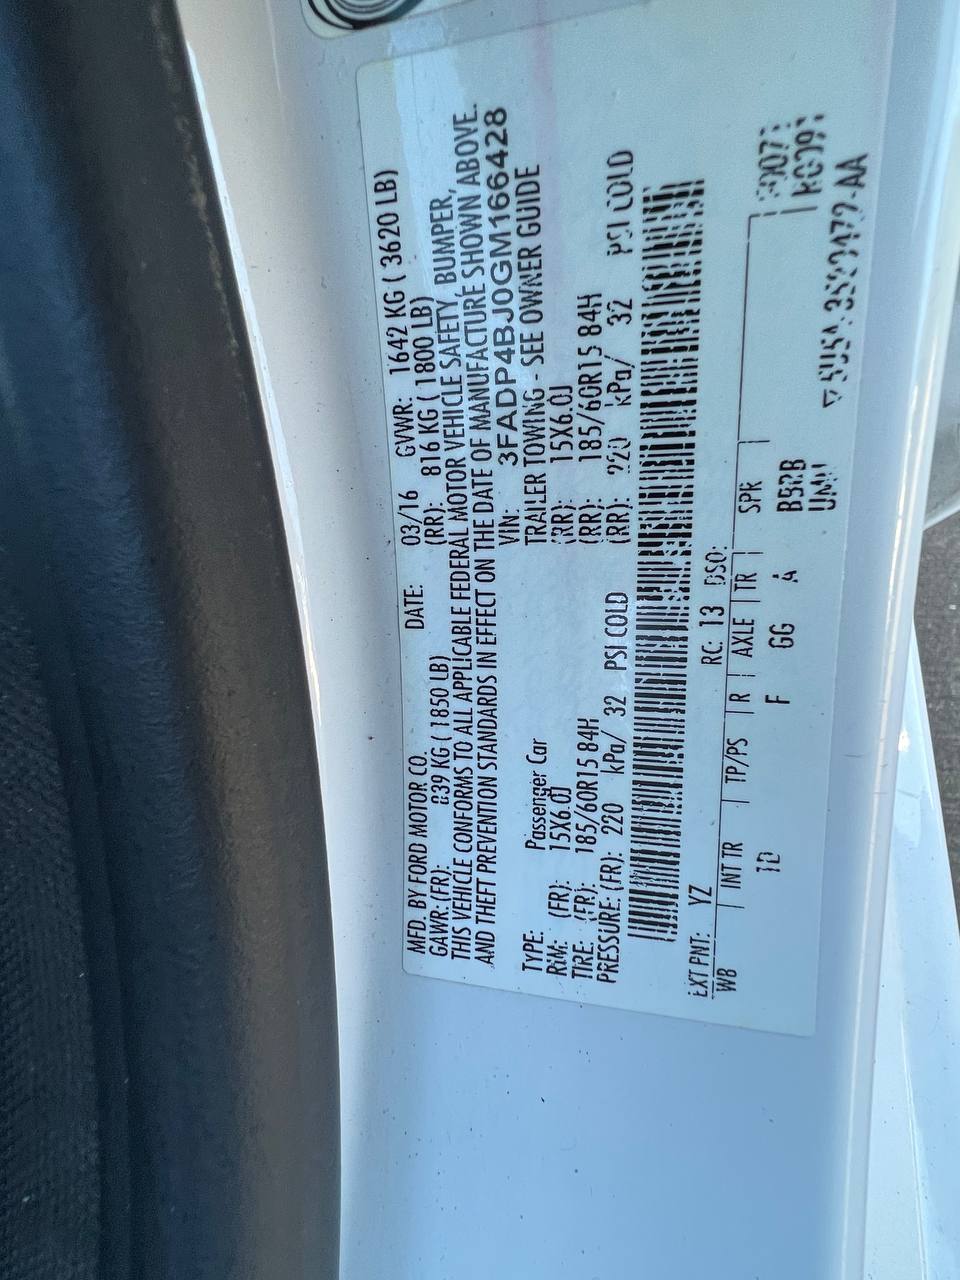 MFD. BY FORD MOTOR CO. DATE: 03/16 GVWR: 1642 KG ( 3620 LB)
GAWR: (FR): 839 KG ( 1850 LB) (RR): 816 KG ( 1800 LB)
THIS VEHICLE CONFORMS TO ALL APPLICABLE FEDERAL MOTOR VEHICLE SAFETY, BUMPER,
AND THEFT PREVENTION STANDARDS IN EFFECT ON THE DATE OF MANUFACTURE SHOWN ABOVE.
VIN: 3FADP4BJ0GM166428
TYPE: Passenger Car TRAILER TOWING - SEE OWNER GUIDE
RIM: (FR): 15X6.0J (RR): 15X6.0J
TIRE: (FR): 185/60R15 84H (RR): 185/60R15 84H
PRESSURE: (FR): 220 kPa/ 32 PSI COLD (RR): 220 kPa/ 32 PSI COLD
EXT PNT: YZ RC: 13 DSO:
WB INT TR TP/PS R AXLE TR SPR
1D F GG A B52B